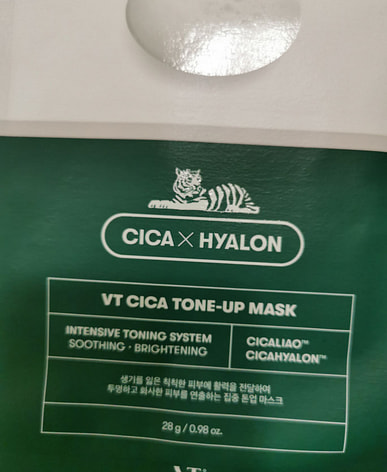 CICA × HYALON
VT CICA TONE-UP MASK
INTENSIVE TONING SYSTEM
SOOTHING · BRIGHTENING
CICALIAO™
CICAHYALON™
생기를 잃은 칙칙한 피부에 활력을 전달하여
투명하고 화사한 피부를 연출하는 집중 톤업 마스크
28 g / 0.98 oz.
VT